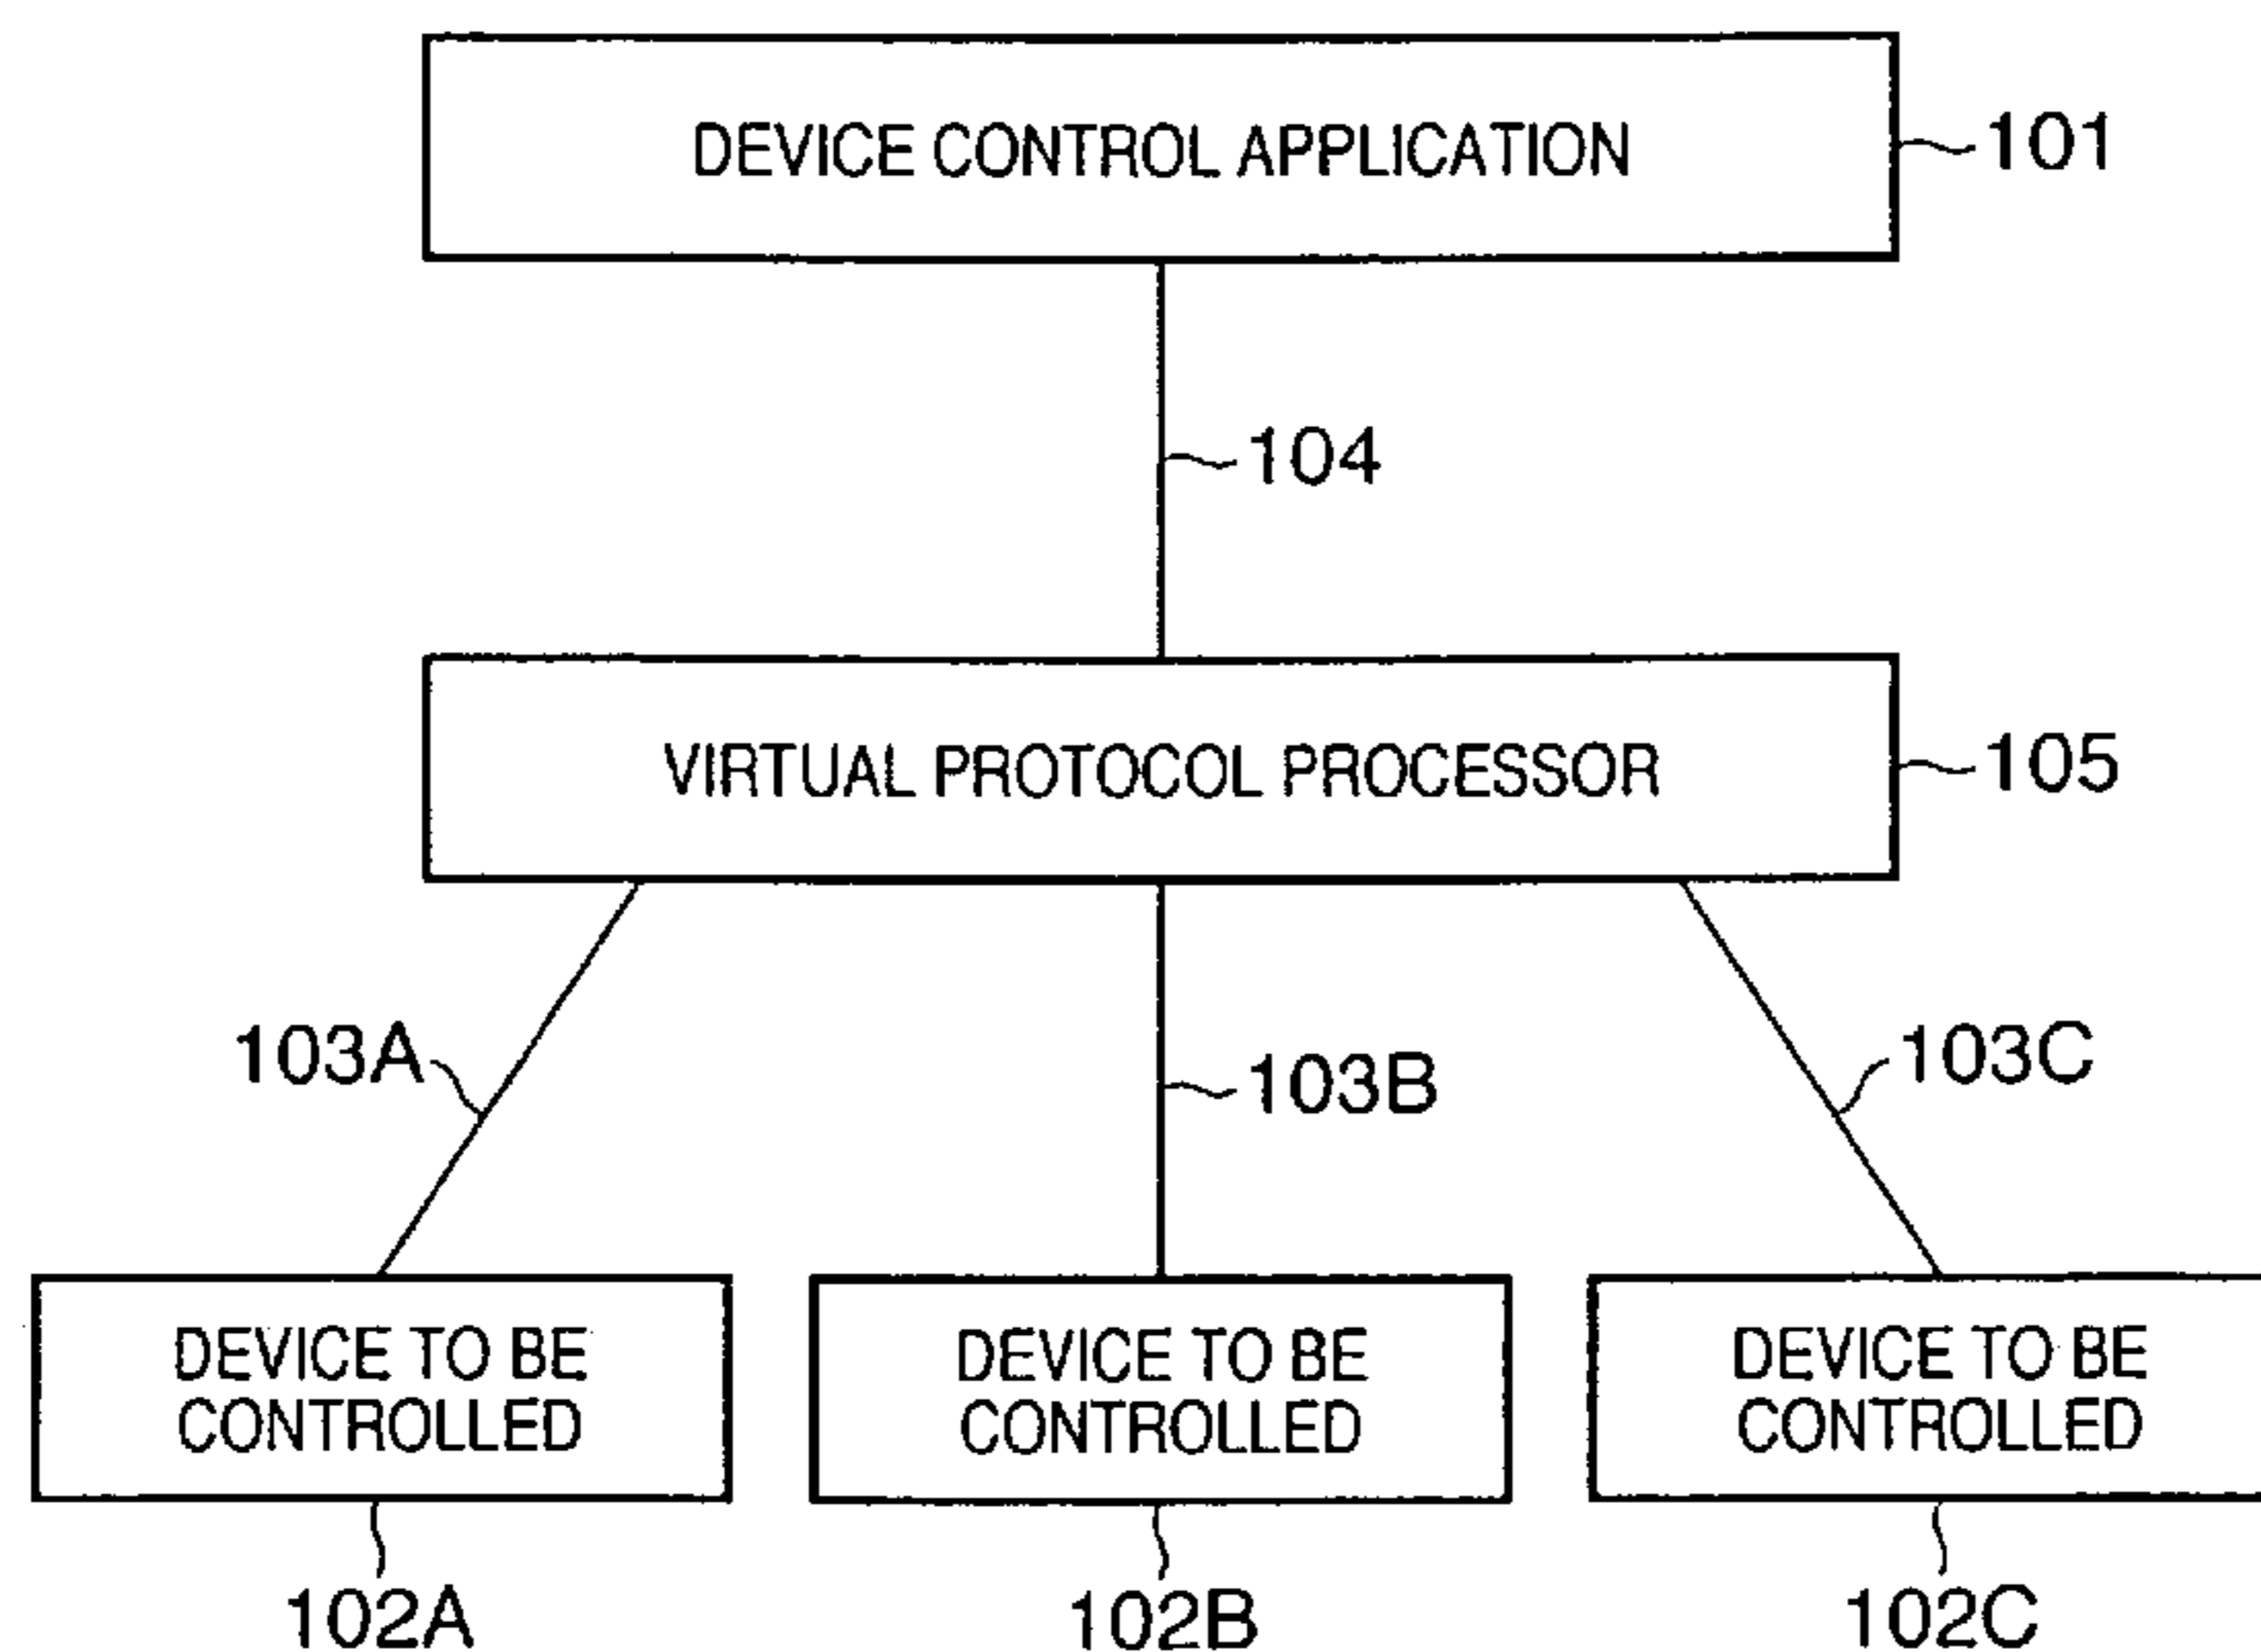 DEVICE CONTROL APPLICATION
101
104
VIRTUAL PROTOCOL PROCESSOR
105
103A
103B
103C
DEVICE TO BE
CONTROLLED
DEVICE TO BE
CONTROLLED
DEVICE TO BE
CONTROLLED
102A
102B
102C